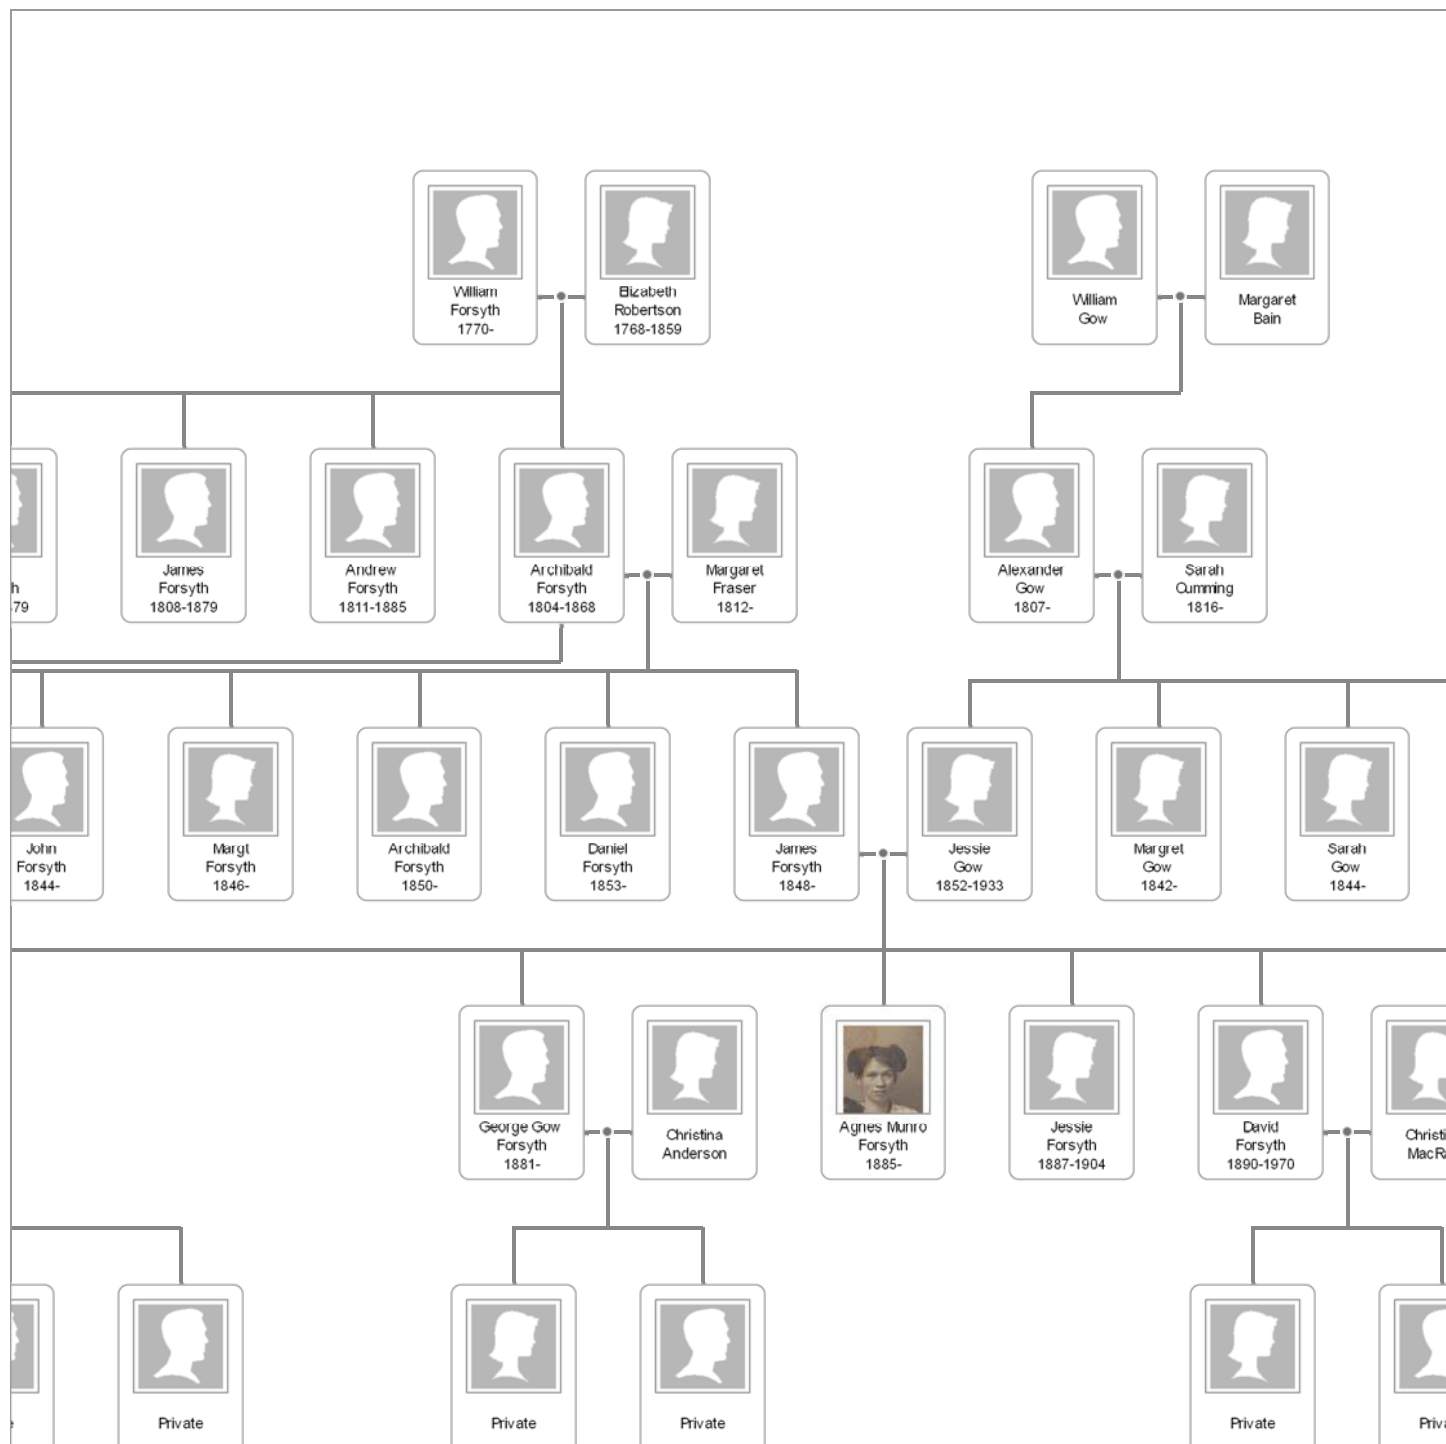 William
Forsyth
1770-
Elizabeth
Robertson
1768-1859
William
Gow
Margaret
Bain
h
79
James
Forsyth
1808-1879
Andrew
Forsyth
1811-1885
Archibald
Forsyth
1804-1868
Margaret
Fraser
1812-
Alexander
Gow
1807-
Sarah
Cumming
1816-
John
Forsyth
1844-
Margt
Forsyth
1846-
Archibald
Forsyth
1850-
Daniel
Forsyth
1853-
James
Forsyth
1848-
Jessie
Gow
1852-1933
Margret
Gow
1842-
Sarah
Gow
1844-
George Gow
Forsyth
1881-
Christina
Anderson
Agnes Munro
Forsyth
1885-
Jessie
Forsyth
1887-1904
David
Forsyth
1890-1970
Christi
MacR
Private
Private
Private
Private
Priva